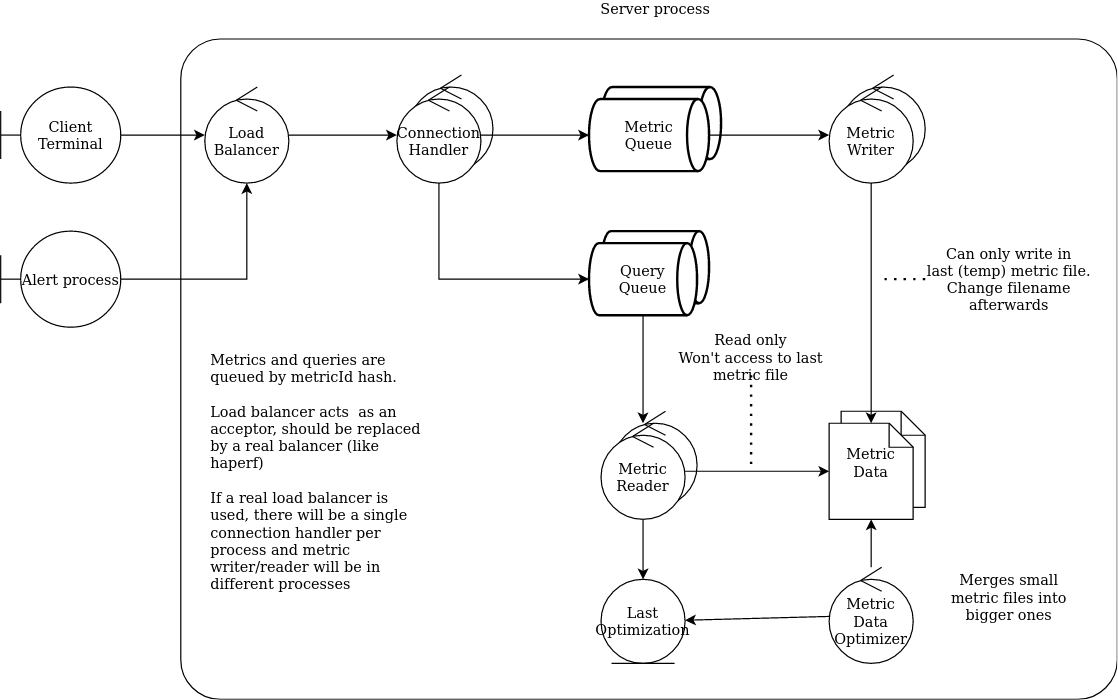 Server process
Client
Terminal
Load
Balancer
Connection
Handler
Metric
Queue
Metric
Writer
Alert process
Query
Queue
Can only write in
last (temp) metric file.
Change filename
afterwards
Read only
Won't access to last
metric file
Metrics and queries are
queued by metricId hash.
Load balancer acts  as an
acceptor, should be replaced
by a real balancer (like
haperf)
If a real load balancer is
used, there will be a single
connection handler per
process and metric
writer/reader will be in
different processes
Metric
Reader
Metric
Data
Last
Optimization
Metric
Data
Optimizer
Merges small
metric files into
bigger ones